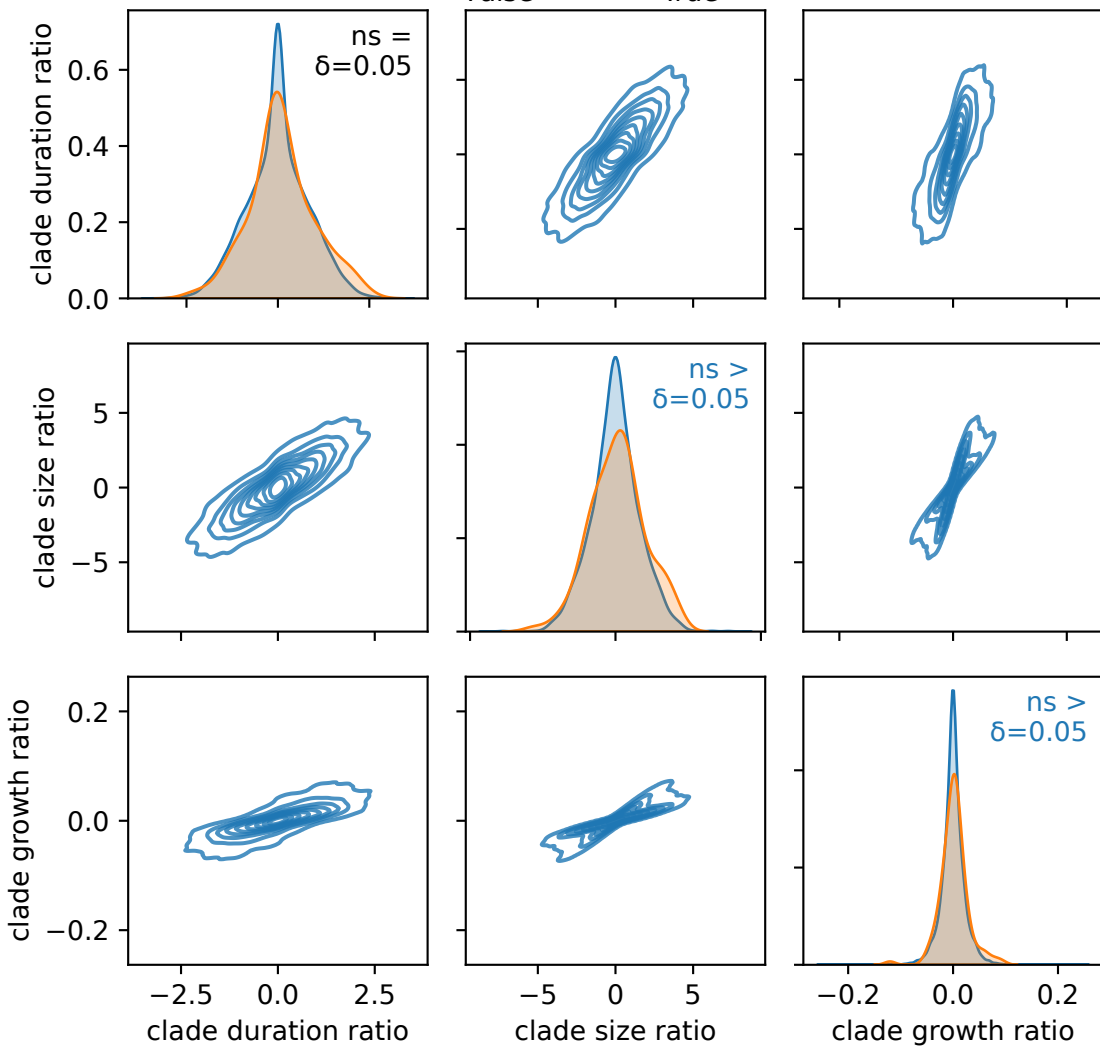 clade duration ratio
0.6
0.4
0.2
0.0
ns =
δ=0.05
clade size ratio
5
0
−5
ns >
δ=0.05
clade growth ratio
0.2
0.0
−0.2
ns >
δ=0.05
−2.5 0.0 2.5
−5 0 5
−0.2 0.0 0.2
clade duration ratio
clade size ratio
clade growth ratio